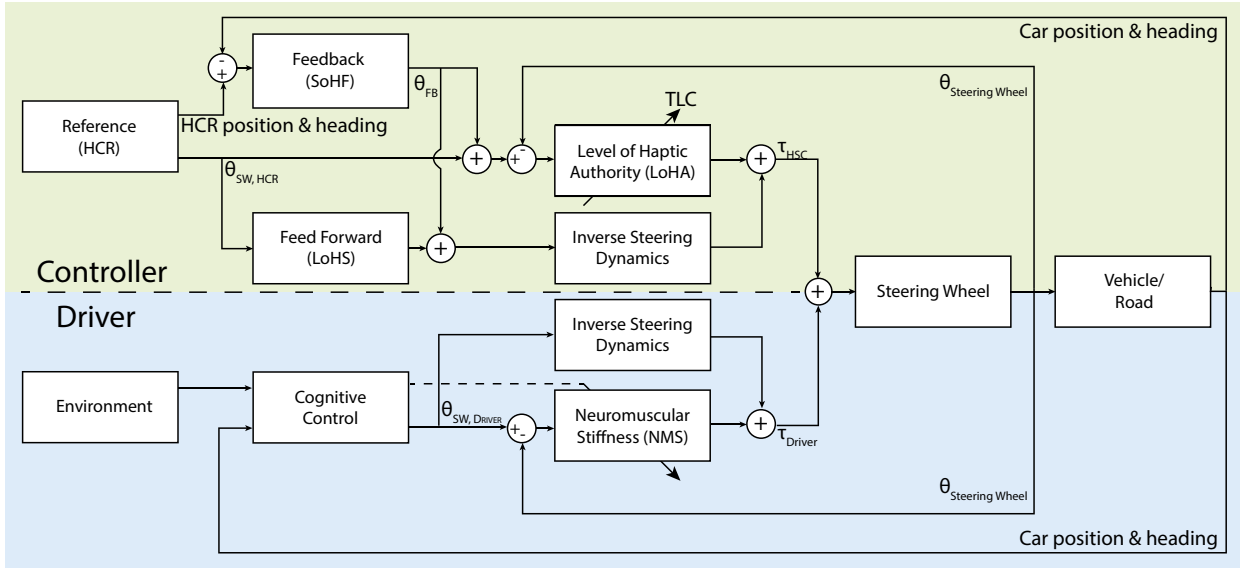 Car position & heading
Feedback
(SoHF)
-
+
θFB
θSteering Wheel
Reference
(HCR)
HCR position & heading
TLC
Level of Haptic
Authority (LoHA)
+
+
-
+
τHSC
θSW, HCR
Feed Forward
(LoHS)
+
Inverse Steering
Dynamics
Controller
Driver
+
Steering Wheel
Vehicle/
Road
Inverse Steering
Dynamics
Environment
Cognitive
Control
θSW, DRIVER
+
-
Neuromuscular
Stiffness (NMS)
+
τDriver
θSteering Wheel
Car position & heading